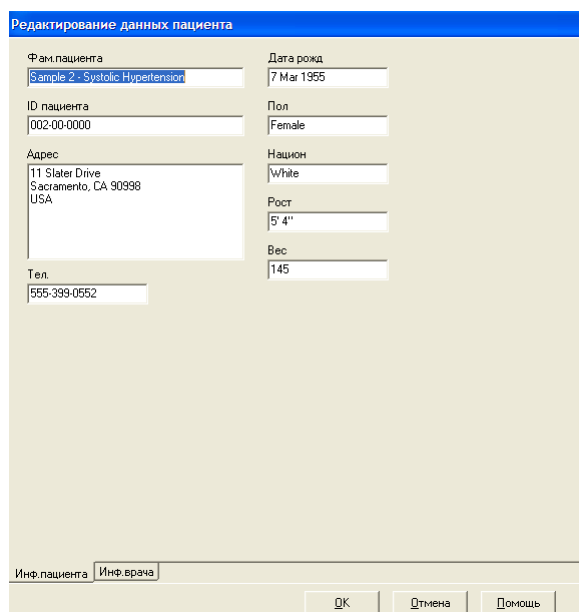 Редактирование данных пациента
Фам.пациента
Sample 2 - Systolic Hypertension
ID пациента
002-00-0000
Адрес
11 Slater Drive
Sacramento, CA 90998
USA
Тел.
555-399-0552
Дата рожд
7 Mar 1955
Пол
Female
Национ
White
Рост
5' 4''
Вес
145
Инф.пациента Инф.врача
OK Отмена Помощь